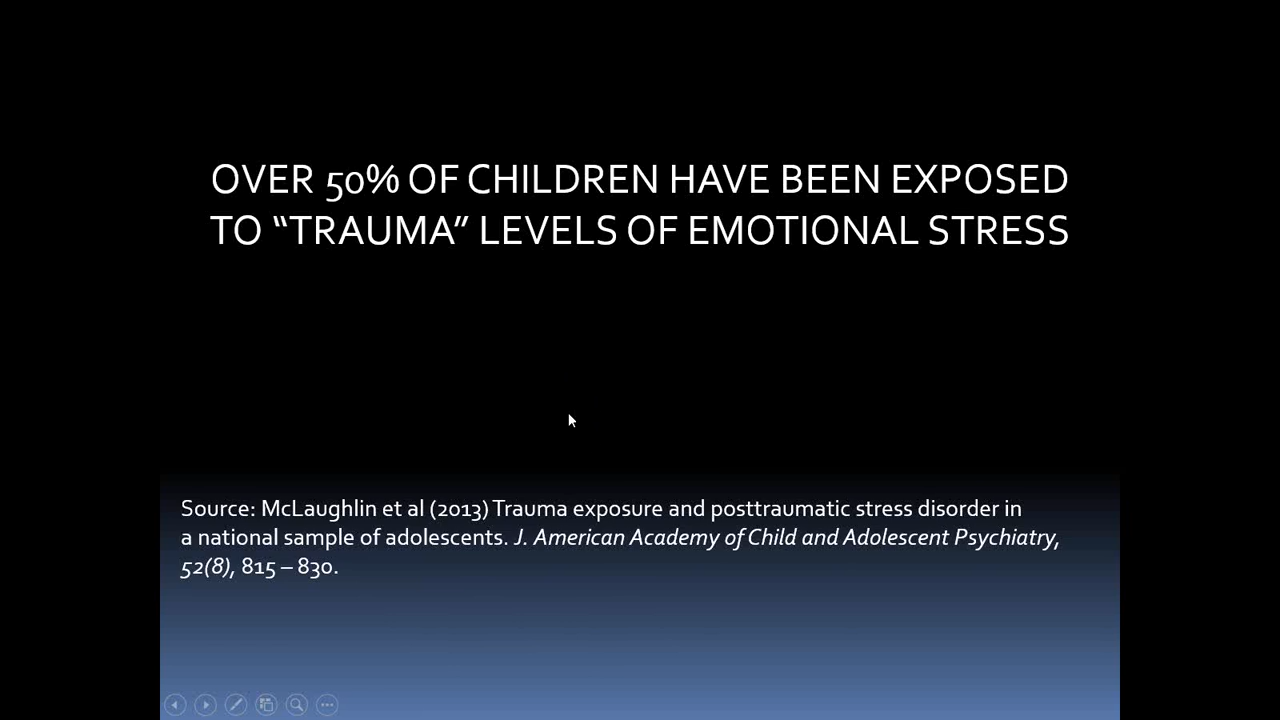 OVER 50% OF CHILDREN HAVE BEEN EXPOSED
TO “TRAUMA” LEVELS OF EMOTIONAL STRESS
Source: McLaughlin et al (2013) Trauma exposure and posttraumatic stress disorder in
a national sample of adolescents. J. American Academy of Child and Adolescent Psychiatry,
52(8), 815 – 830.